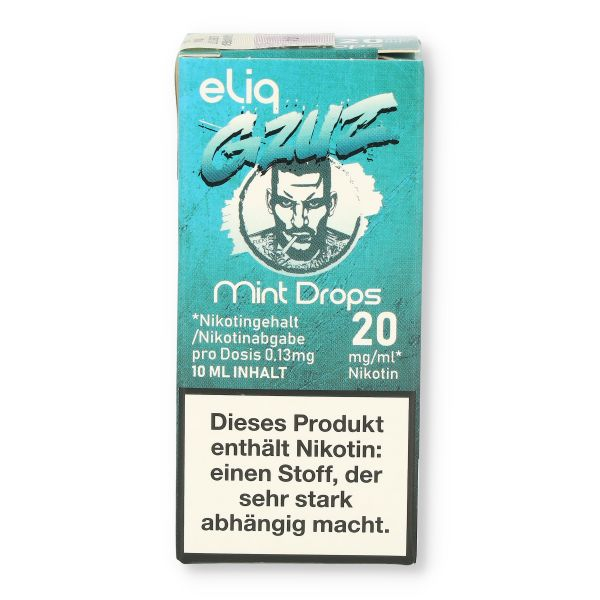 eLiq
GZUZ
Mint Drops
*Nikotingehalt
/Nikotinabgabe
pro Dosis 0,13mg
10 ML INHALT
20
mg/ml*
Nikotin
Dieses Produkt
enthält Nikotin:
einen Stoff, der
sehr stark
abhängig macht.